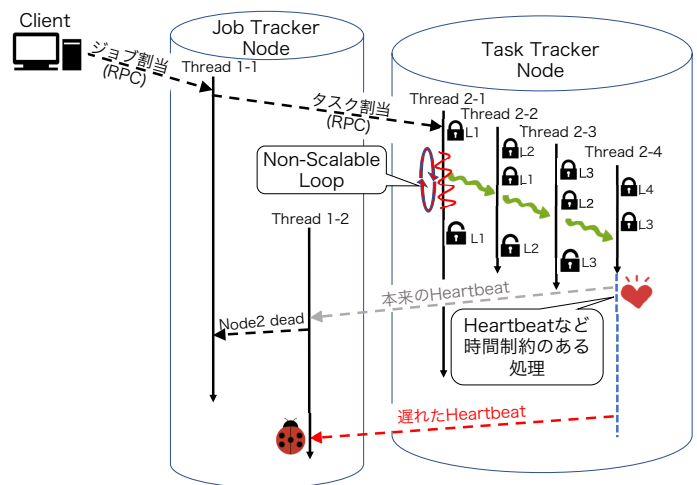 Client
ジョブ割当
(RPC)
Job Tracker
Node
Thread 1-1
タスク割当
(RPC)
Task Tracker
Node
Thread 2-1
Thread 2-2
Thread 2-3
Thread 2-4
L1
L2
L1
L3
L2
L4
L3
Non-Scalable
Loop
L1
L2
L3
Thread 1-2
本来のHeartbeat
Node2 dead
Heartbeatなど
時間制約のある
処理
遅れたHeartbeat